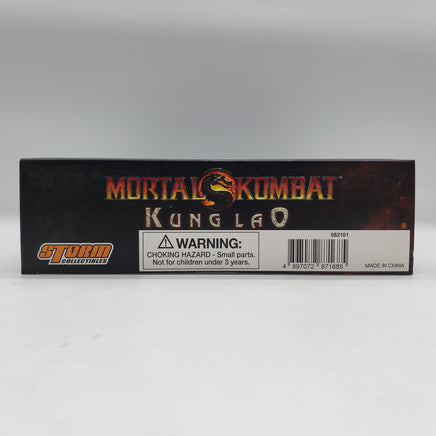 MORTAL KOMBAT™
KUNG LAO
STORM
COLLECTIBLES
⚠ WARNING:
CHOKING HAZARD - Small parts.
Not for children under 3 years.
082101
4 897072 871685
MADE IN CHINA